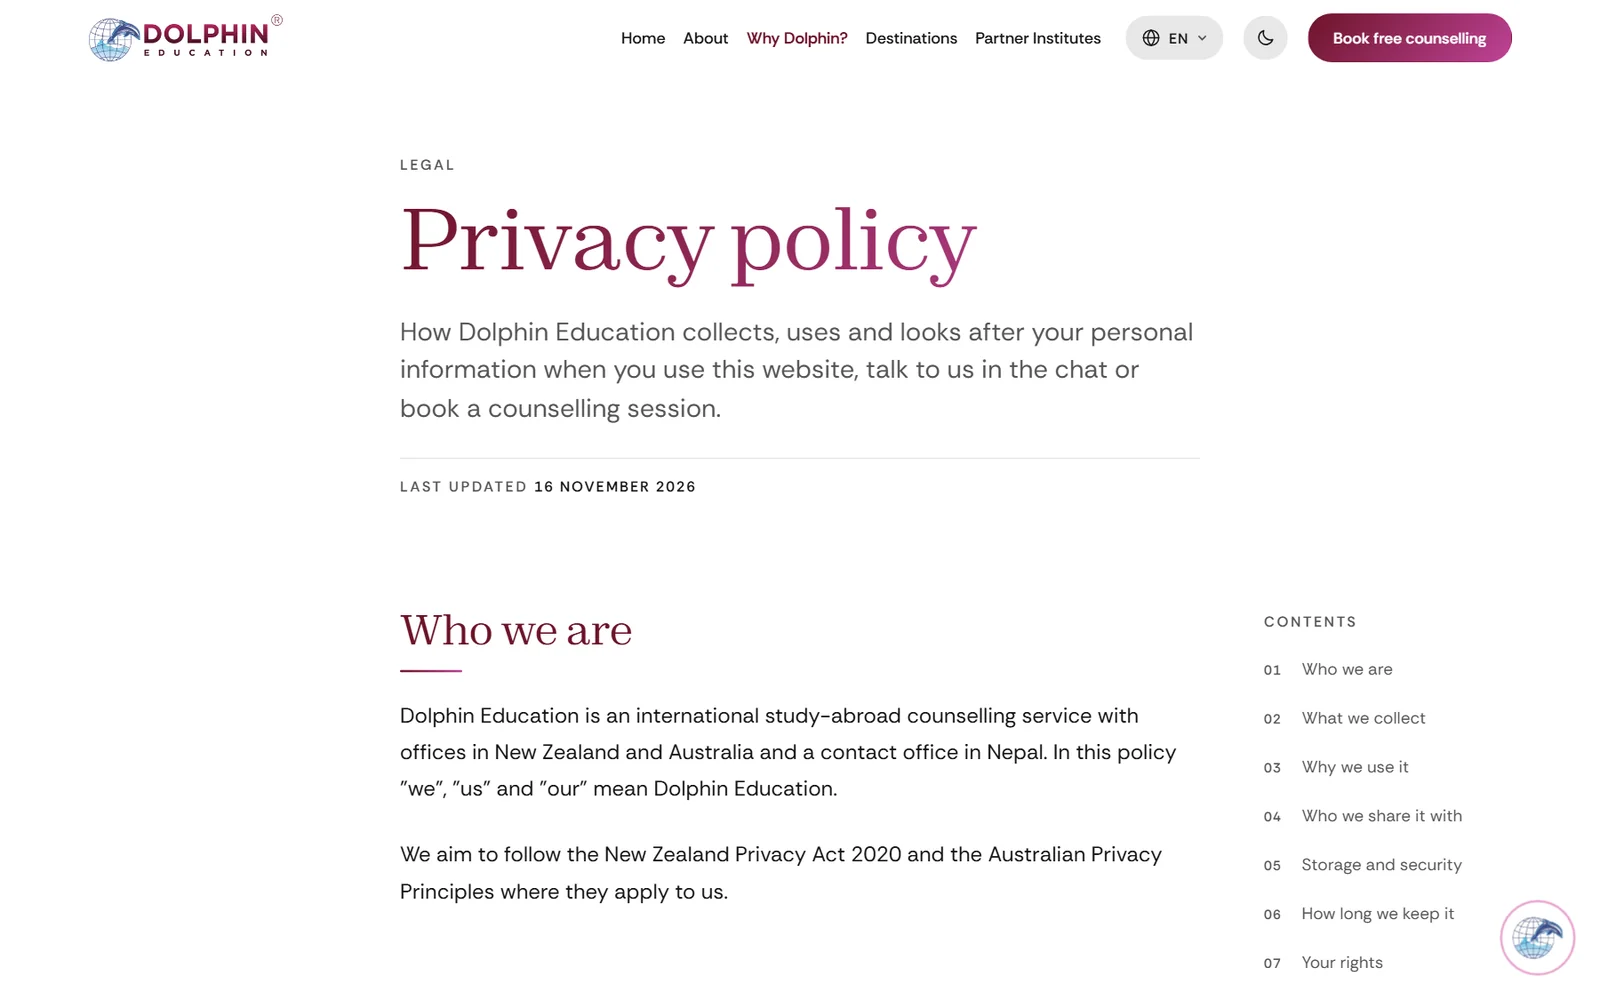 DOLPHIN®
EDUCATION
Home
About
Why Dolphin?
Destinations
Partner Institutes
EN
Book free counselling
LEGAL
Privacy policy
How Dolphin Education collects, uses and looks after your personal
information when you use this website, talk to us in the chat or
book a counselling session.
LAST UPDATED 16 NOVEMBER 2026
Who we are
Dolphin Education is an international study-abroad counselling service with
offices in New Zealand and Australia and a contact office in Nepal. In this policy
"we", "us" and "our" mean Dolphin Education.
We aim to follow the New Zealand Privacy Act 2020 and the Australian Privacy
Principles where they apply to us.
CONTENTS
01 Who we are
02 What we collect
03 Why we use it
04 Who we share it with
05 Storage and security
06 How long we keep it
07 Your rights